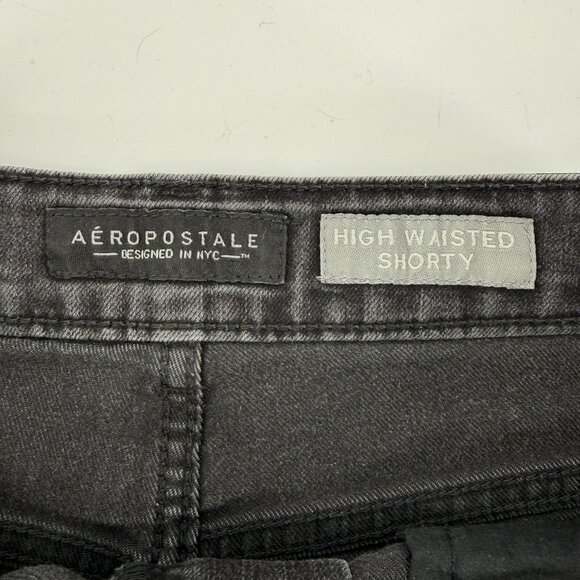 AÉROPOSTALE
DESIGNED IN NYC ™
HIGH WAISTED
SHORTY